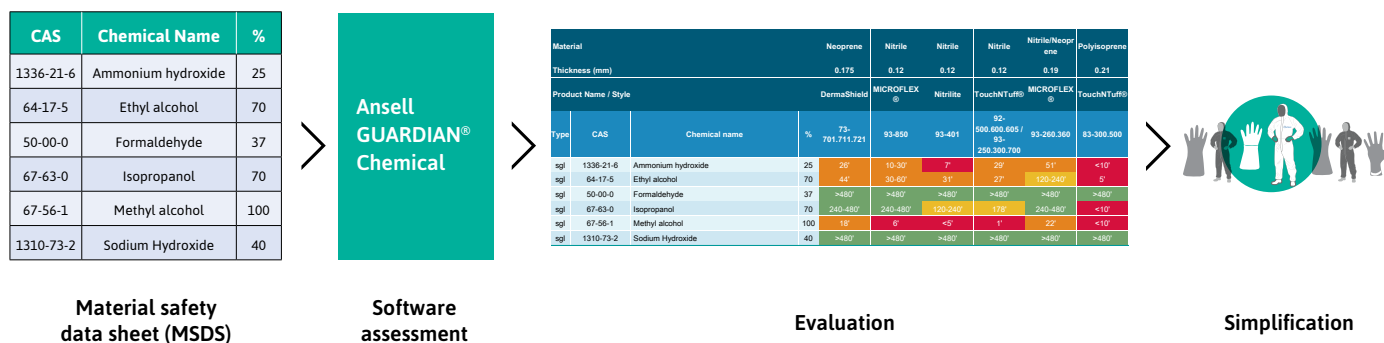 CAS Chemical Name %
1336-21-6 Ammonium hydroxide 25
64-17-5 Ethyl alcohol 70
50-00-0 Formaldehyde 37
67-63-0 Isopropanol 70
67-56-1 Methyl alcohol 100
1310-73-2 Sodium Hydroxide 40
Material safety
data sheet (MSDS)
Ansell
GUARDIAN®
Chemical
Software
assessment
Material Neoprene Nitrile Nitrile Nitrile Nitrile/Neopr
ene Polyisoprene
Thickness (mm) 0.175 0.12 0.12 0.12 0.19 0.21
Product Name / Style DermaShield MICROFLEX
® Nitrilite TouchNTuff® MICROFLEX
® TouchNTuff®
Type CAS Chemical name % 73-
701.711.721 93-850 93-401 92-
500.600.605 /
93-
250.300.700 93-260.360 83-300.500
sgl 1336-21-6 Ammonium hydroxide 25 26' 10-30' 7' 29' 51' <10'
sgl 64-17-5 Ethyl alcohol 70 44' 30-60' 31' 27' 120-240' 5'
sgl 50-00-0 Formaldehyde 37 >480' >480' >480' >480' >480' >480'
sgl 67-63-0 Isopropanol 70 240-480' 240-480' 120-240' 178' 240-480' <10'
sgl 67-56-1 Methyl alcohol 100 18' 6' <5' 1' 22' <10'
sgl 1310-73-2 Sodium Hydroxide 40 >480' >480' >480' >480' >480' >480'
Evaluation
Simplification